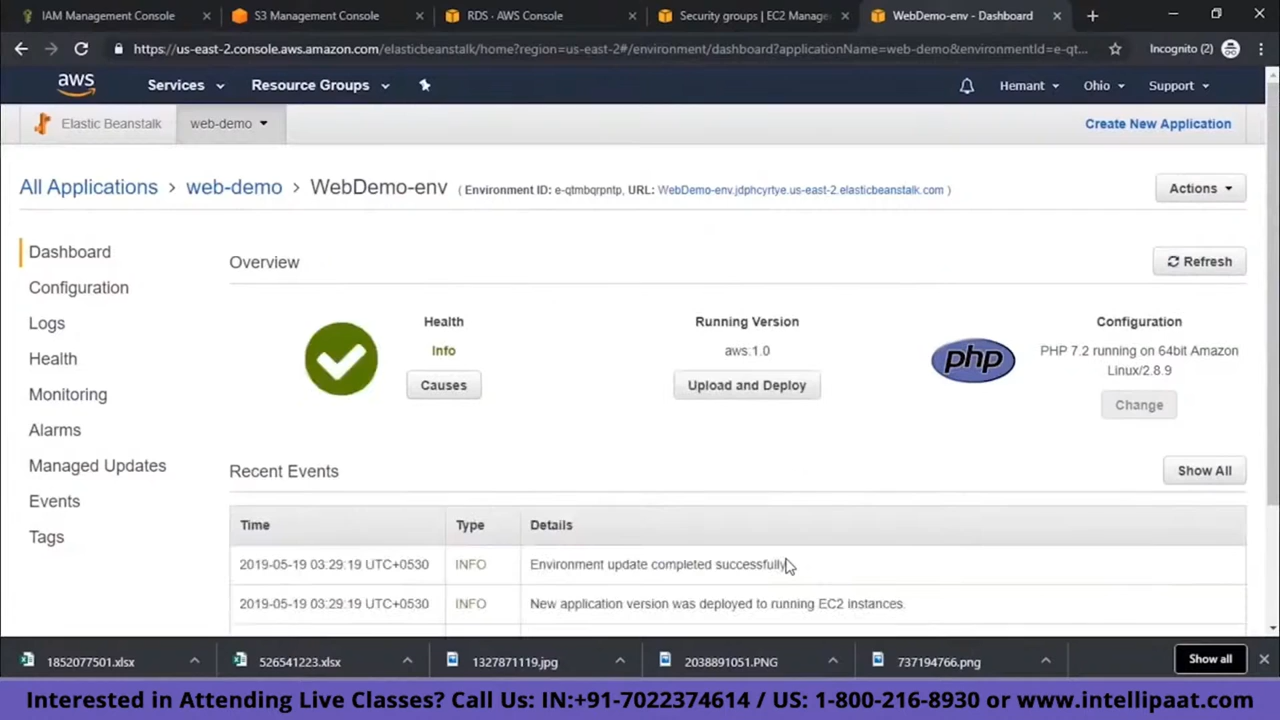 IAM Management Console
S3 Management Console
RDS · AWS Console
Security groups | EC2 Manage
WebDemo-env - Dashboard
https://us-east-2.console.aws.amazon.com/elasticbeanstalk/home?region=us-east-2#/environment/dashboard?applicationName=web-demo&environmentId=e-qt...
Incognito (2)
aws
Services
Resource Groups
Hemant
Ohio
Support
Elastic Beanstalk
web-demo
Create New Application
All Applications > web-demo > WebDemo-env ( Environment ID: e-qtmbqrpntp, URL: WebDemo-env.jdphcyrtye.us-east-2.elasticbeanstalk.com )
Actions
Dashboard
Configuration
Logs
Health
Monitoring
Alarms
Managed Updates
Events
Tags
Overview
Refresh
Health
Info
Causes
Running Version
aws:1.0
Upload and Deploy
php
Configuration
PHP 7.2 running on 64bit Amazon
Linux/2.8.9
Change
Recent Events
Show All
Time Type Details
2019-05-19 03:29:19 UTC+0530 INFO Environment update completed successfully.
2019-05-19 03:29:19 UTC+0530 INFO New application version was deployed to running EC2 instances.
1852077501.xlsx
526541223.xlsx
1327871119.jpg
2038891051.PNG
737194766.png
Show all
Interested in Attending Live Classes? Call Us: IN:+91-7022374614 / US: 1-800-216-8930 or www.intellipaat.com